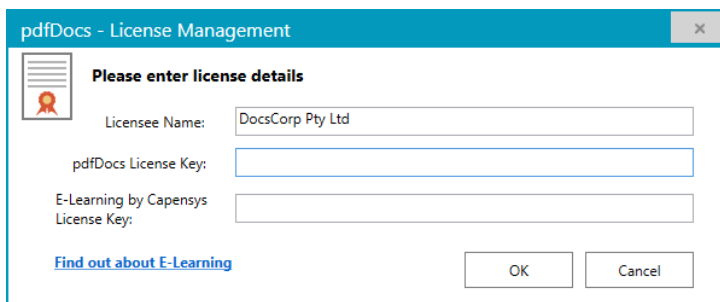 pdfDocs - License Management
Please enter license details
Licensee Name:
DocsCorp Pty Ltd
pdfDocs License Key:
E-Learning by Capensys
License Key:
Find out about E-Learning
OK
Cancel